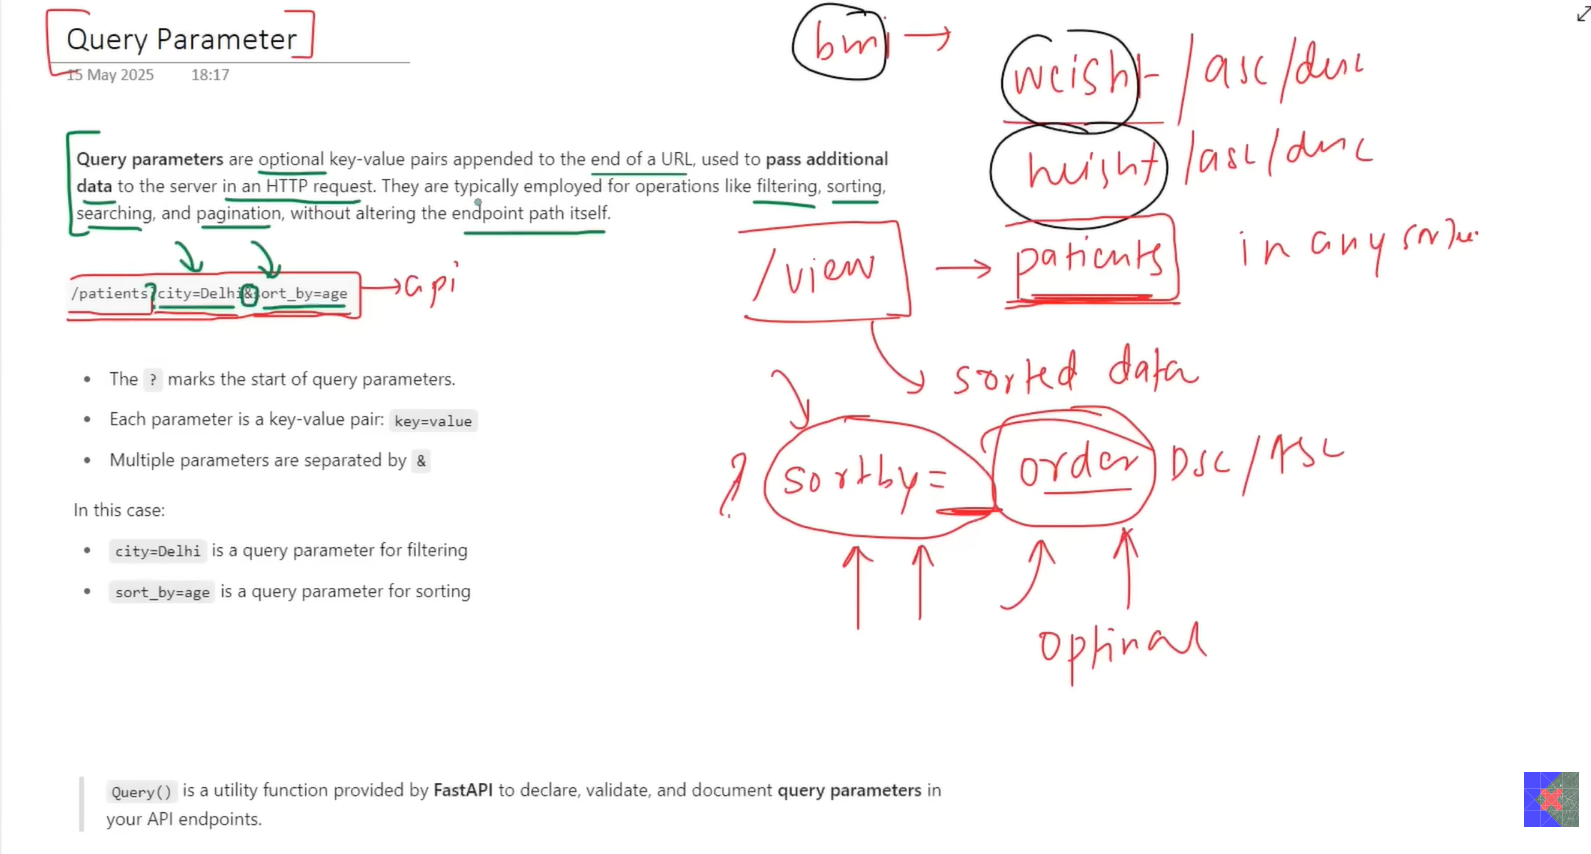 Query Parameter
15 May 2025 18:17
Query parameters are optional key-value pairs appended to the end of a URL, used to pass additional
data to the server in an HTTP request. They are typically employed for operations like filtering, sorting,
searching, and pagination, without altering the endpoint path itself.
/patients?city=Delhi&sort_by=age → api
• The ? marks the start of query parameters.
• Each parameter is a key-value pair: key=value
• Multiple parameters are separated by &
In this case:
• city=Delhi is a query parameter for filtering
• sort_by=age is a query parameter for sorting
Query() is a utility function provided by FastAPI to declare, validate, and document query parameters in
your API endpoints.
bmi →
weight /asc/desc
height /asc/desc
/view → patients in any
sorted data
? sortby= order DSC/ASC
optional